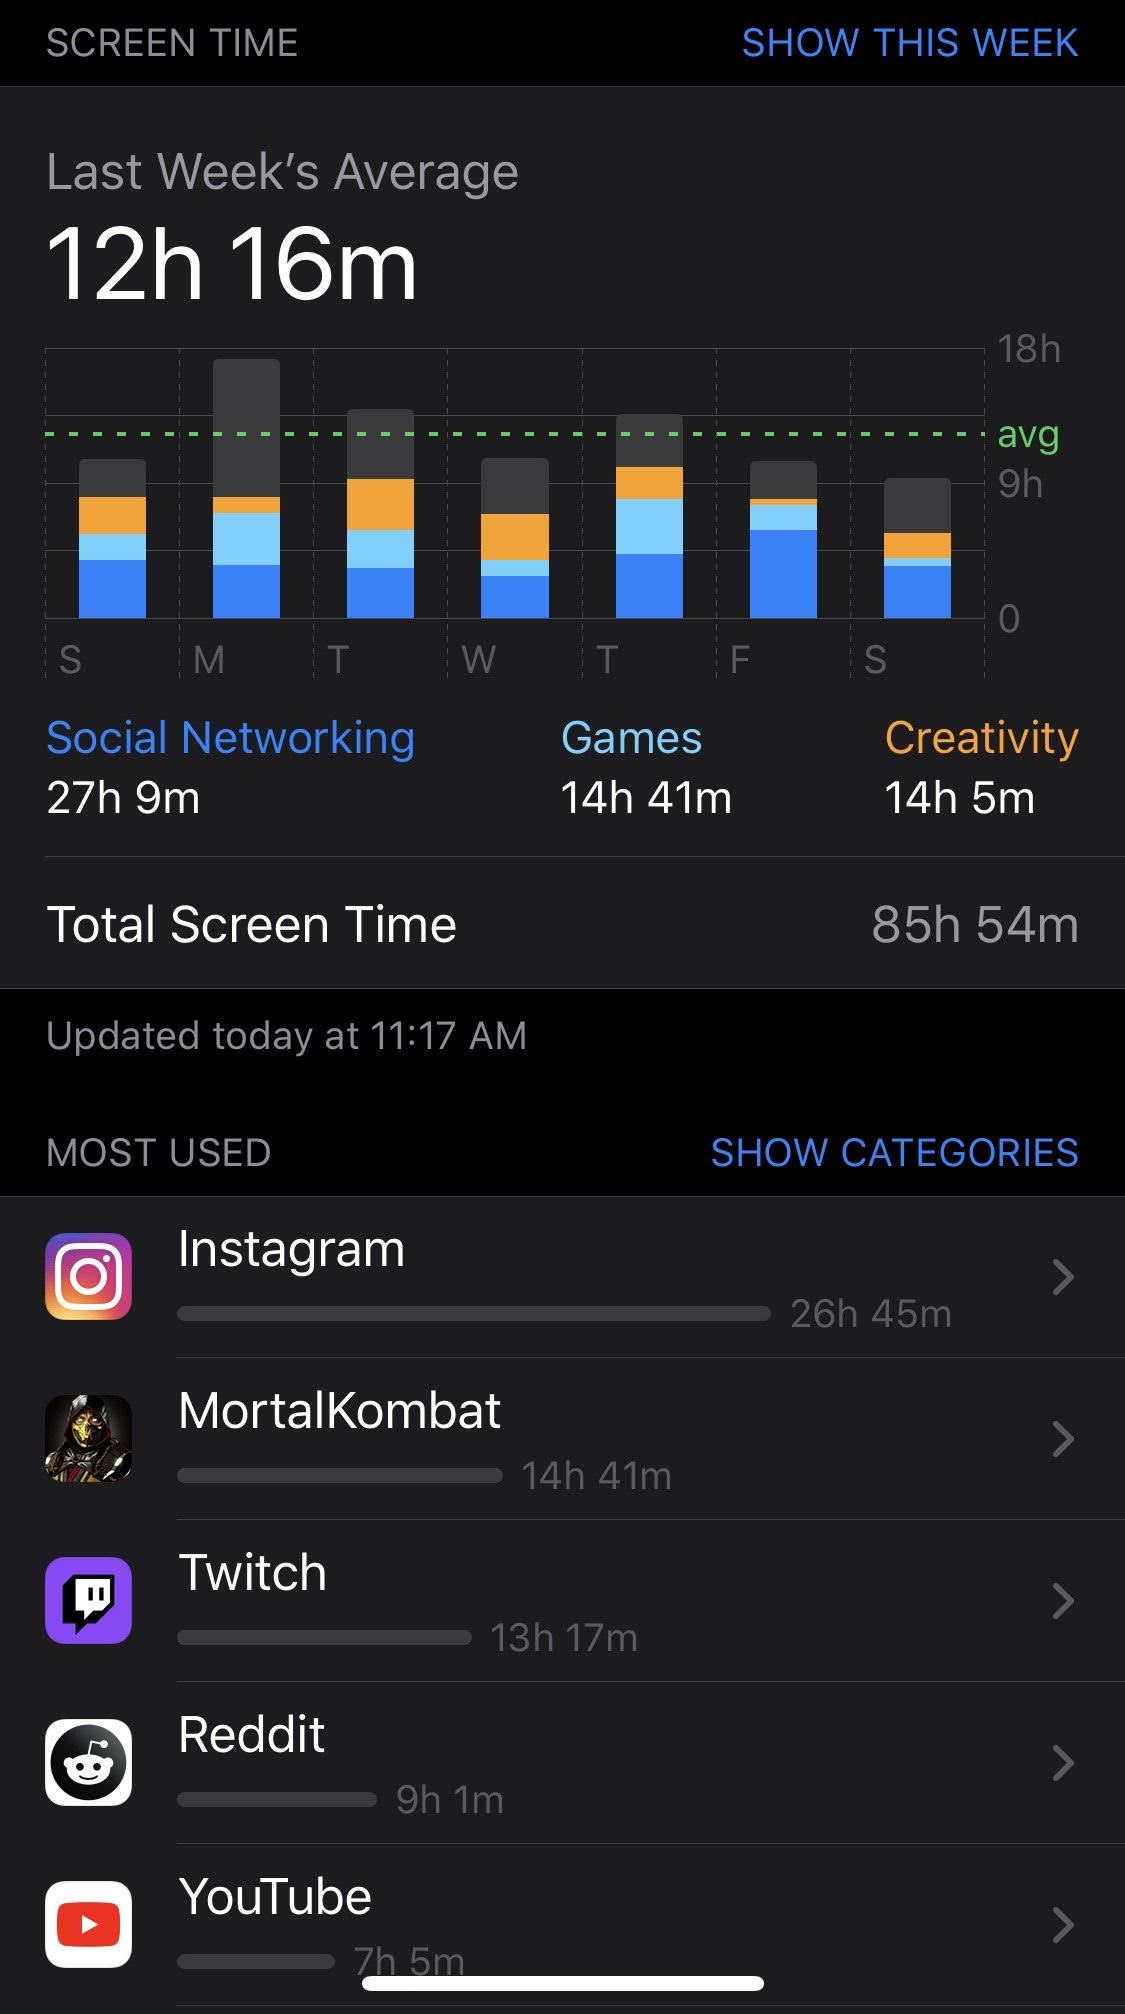 SCREEN TIME SHOW THIS WEEK
Last Week's Average
12h 16m
18h
avg
9h
0
S M T W T F S
Social Networking Games Creativity
27h 9m 14h 41m 14h 5m
Total Screen Time 85h 54m
Updated today at 11:17 AM
MOST USED SHOW CATEGORIES
Instagram
26h 45m
MortalKombat
14h 41m
Twitch
13h 17m
Reddit
9h 1m
YouTube
7h 5m